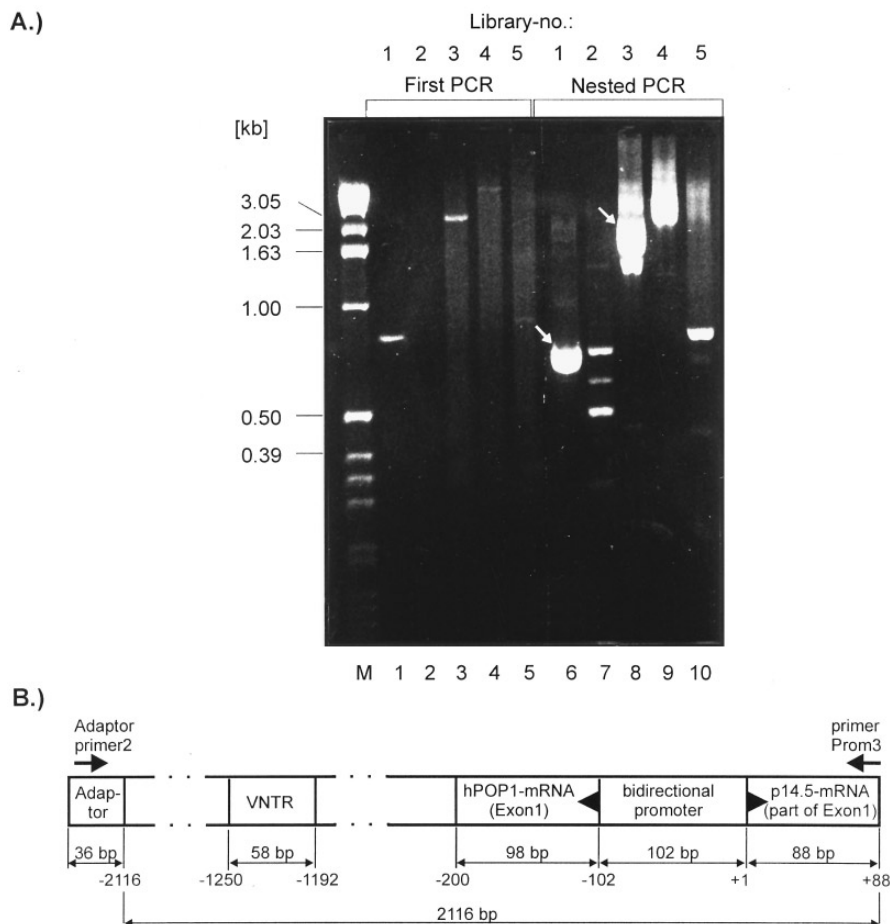 A.)
Library-no.:
1 2 3 4 5 1 2 3 4 5
First PCR Nested PCR
[kb]
3.05
2.03
1.63
1.00
0.50
0.39
M 1 2 3 4 5 6 7 8 9 10
B.)
Adaptor primer
primer2 Prom3
Adap- VNTR hPOP1-mRNA bidirectional p14.5-mRNA
tor (Exon1) promoter (part of Exon1)
36 bp 58 bp 98 bp 102 bp 88 bp
-2116 -1250 -1192 -200 -102 +1 +88
2116 bp